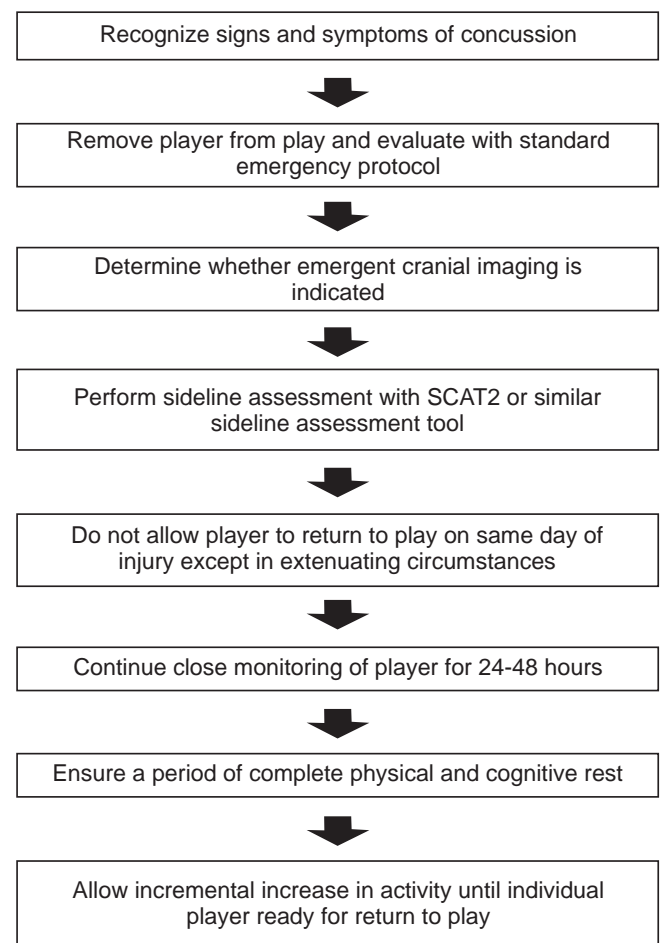 Recognize signs and symptoms of concussion
Remove player from play and evaluate with standard
emergency protocol
Determine whether emergent cranial imaging is
indicated
Perform sideline assessment with SCAT2 or similar
sideline assessment tool
Do not allow player to return to play on same day of
injury except in extenuating circumstances
Continue close monitoring of player for 24-48 hours
Ensure a period of complete physical and cognitive rest
Allow incremental increase in activity until individual
player ready for return to play